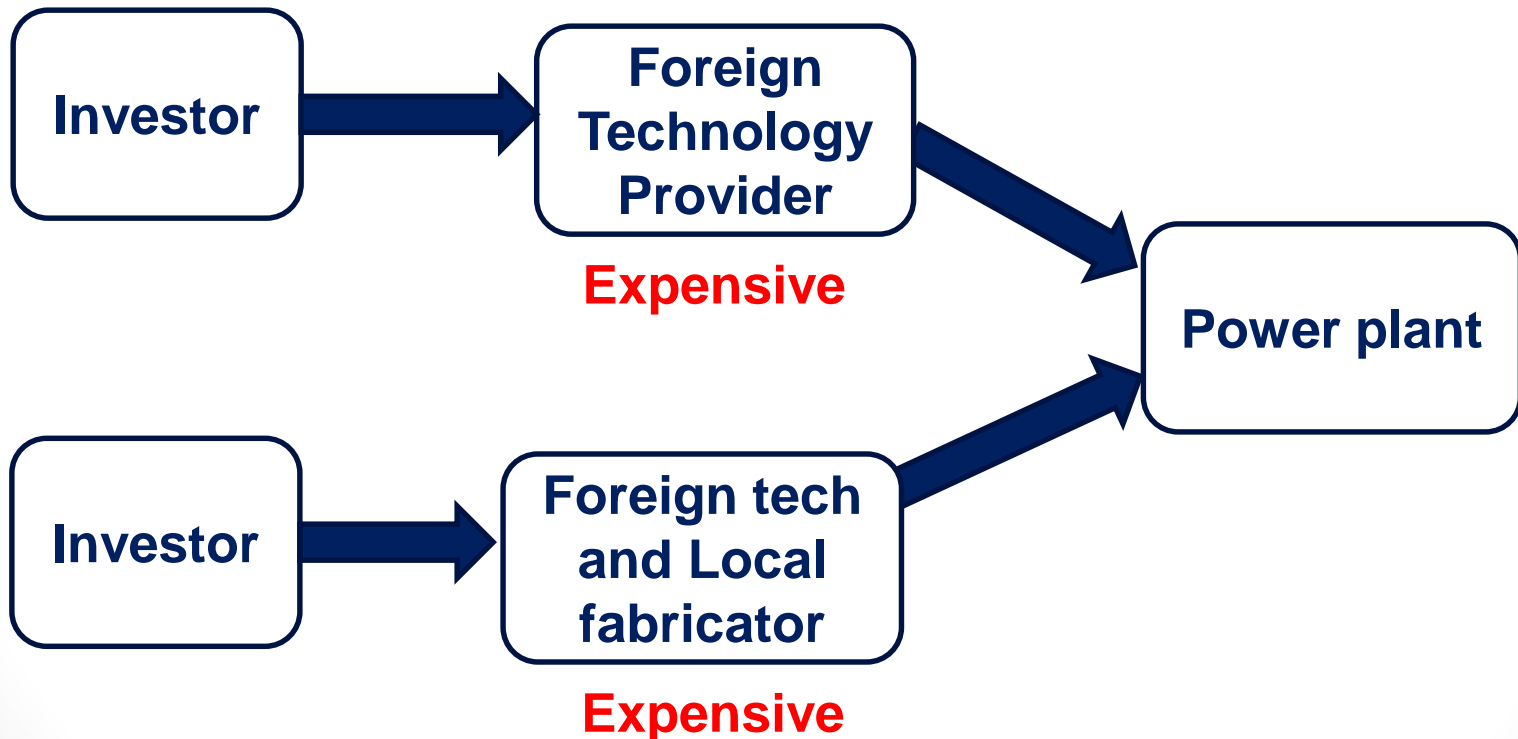 Investor
Foreign
Technology
Provider
Expensive
Power plant
Investor
Foreign tech
and Local
fabricator
Expensive